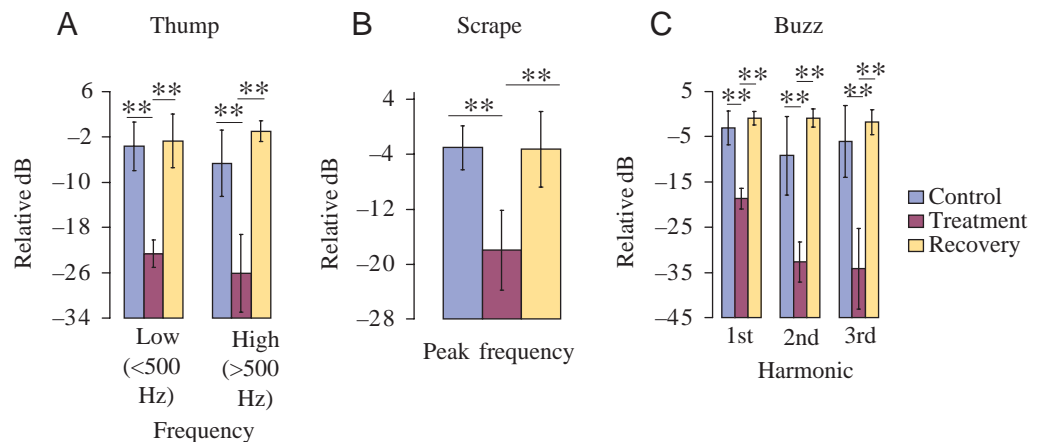 A Thump
Relative dB
6
–2
–10
–18
–26
–34
** ** ** **
Low (<500 Hz)
High (>500 Hz)
Frequency
B Scrape
Relative dB
4
–4
–12
–20
–28
** **
Peak frequency
C Buzz
Relative dB
5
–5
–15
–25
–35
–45
** ** ** ** ** **
1st 2nd 3rd
Harmonic
Control
Treatment
Recovery